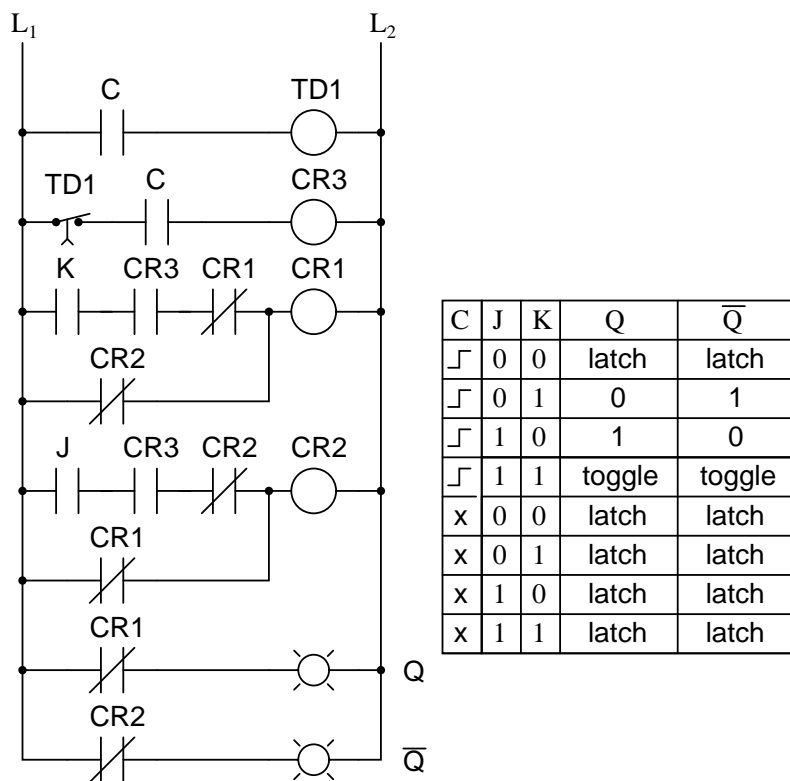 L₁ L₂
C TD1
TD1 C CR3
K CR3 CR1 CR1
CR2
J CR3 CR2 CR2
CR1
CR1
Q
CR2
Q̅
C J K Q Q̅
0 0 latch latch
0 1 0 1
1 0 1 0
1 1 toggle toggle
x 0 0 latch latch
x 0 1 latch latch
x 1 0 latch latch
x 1 1 latch latch